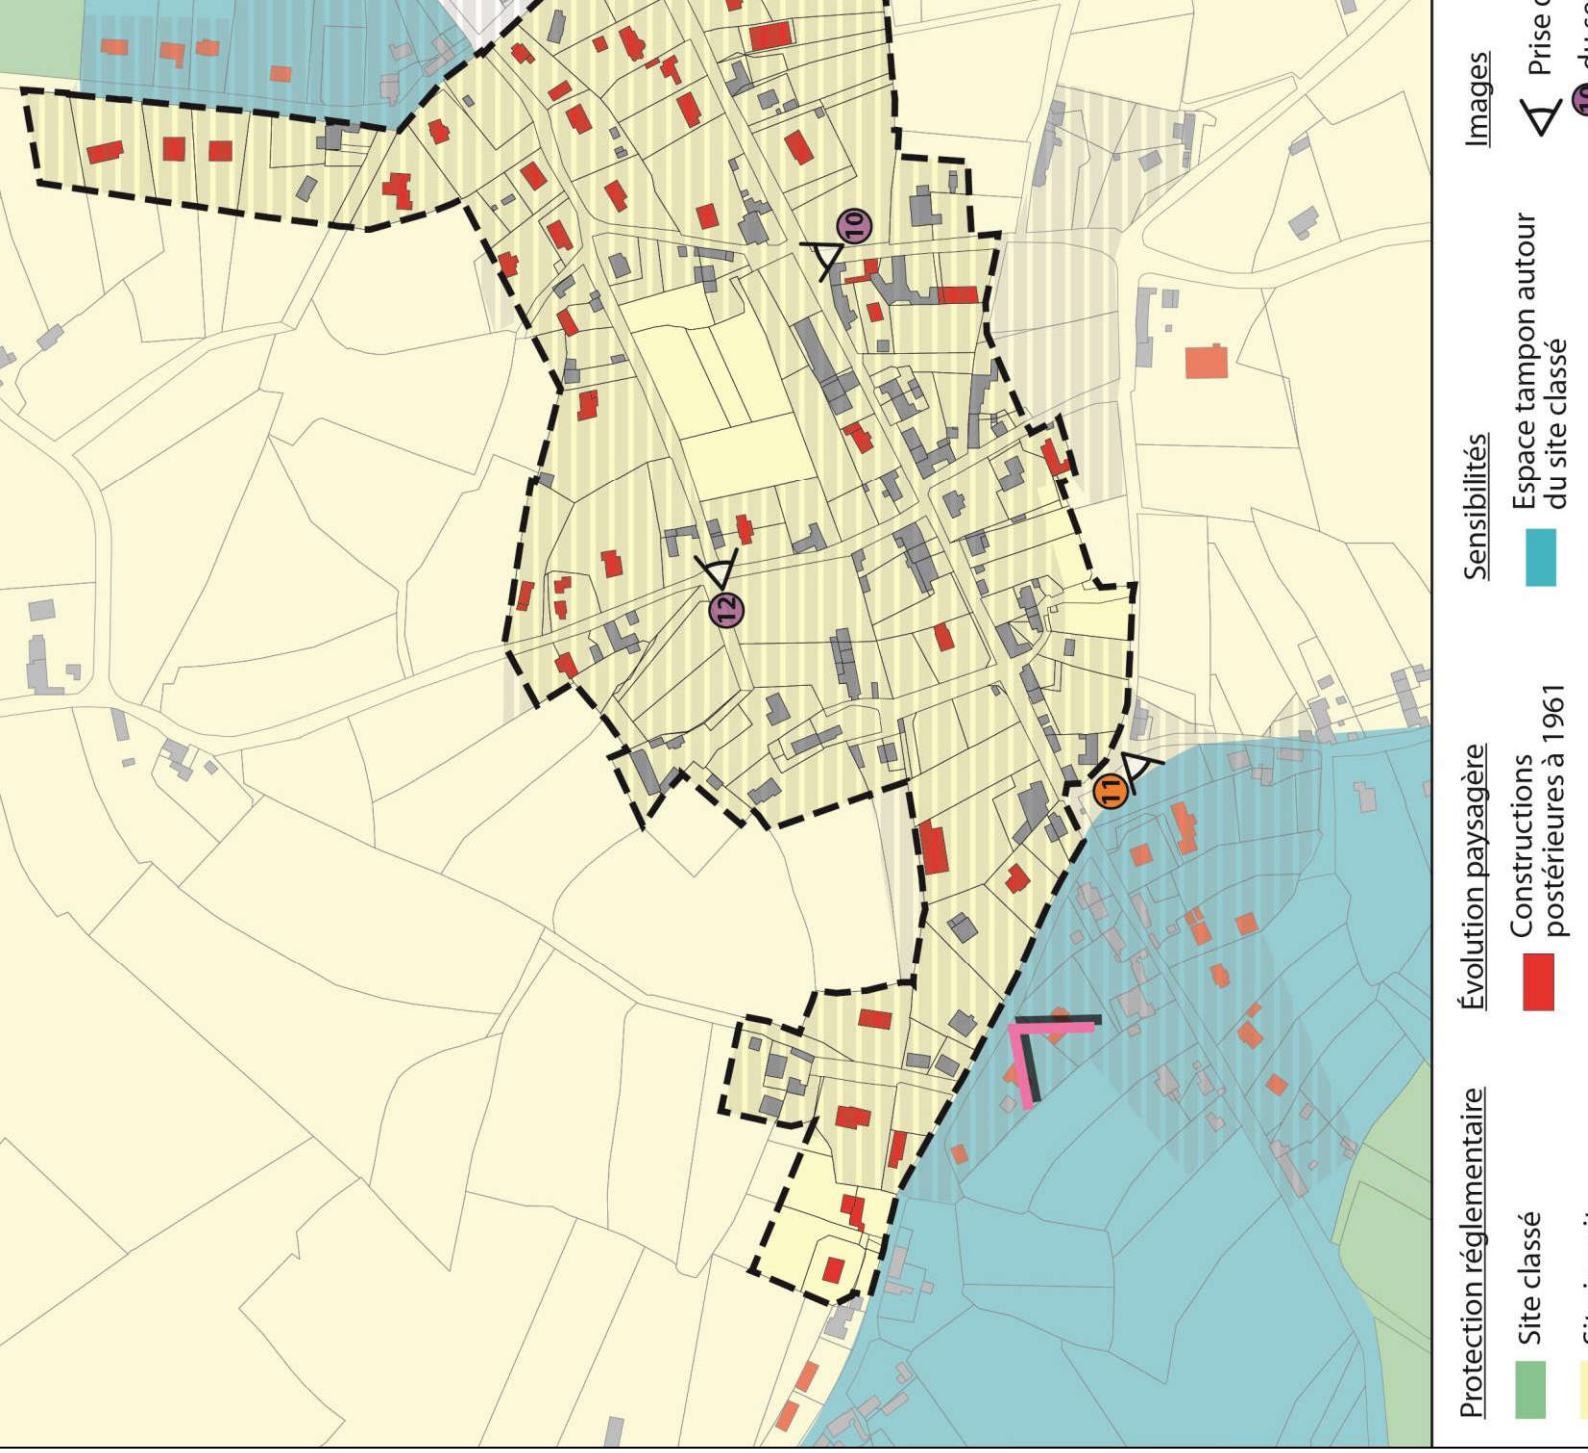 10
12
11
Protection réglementaire
Site classé
Évolution paysagère
Constructions
postérieures à 1961
Sensibilités
Espace tampon autour
du site classé
Images
Prise
10